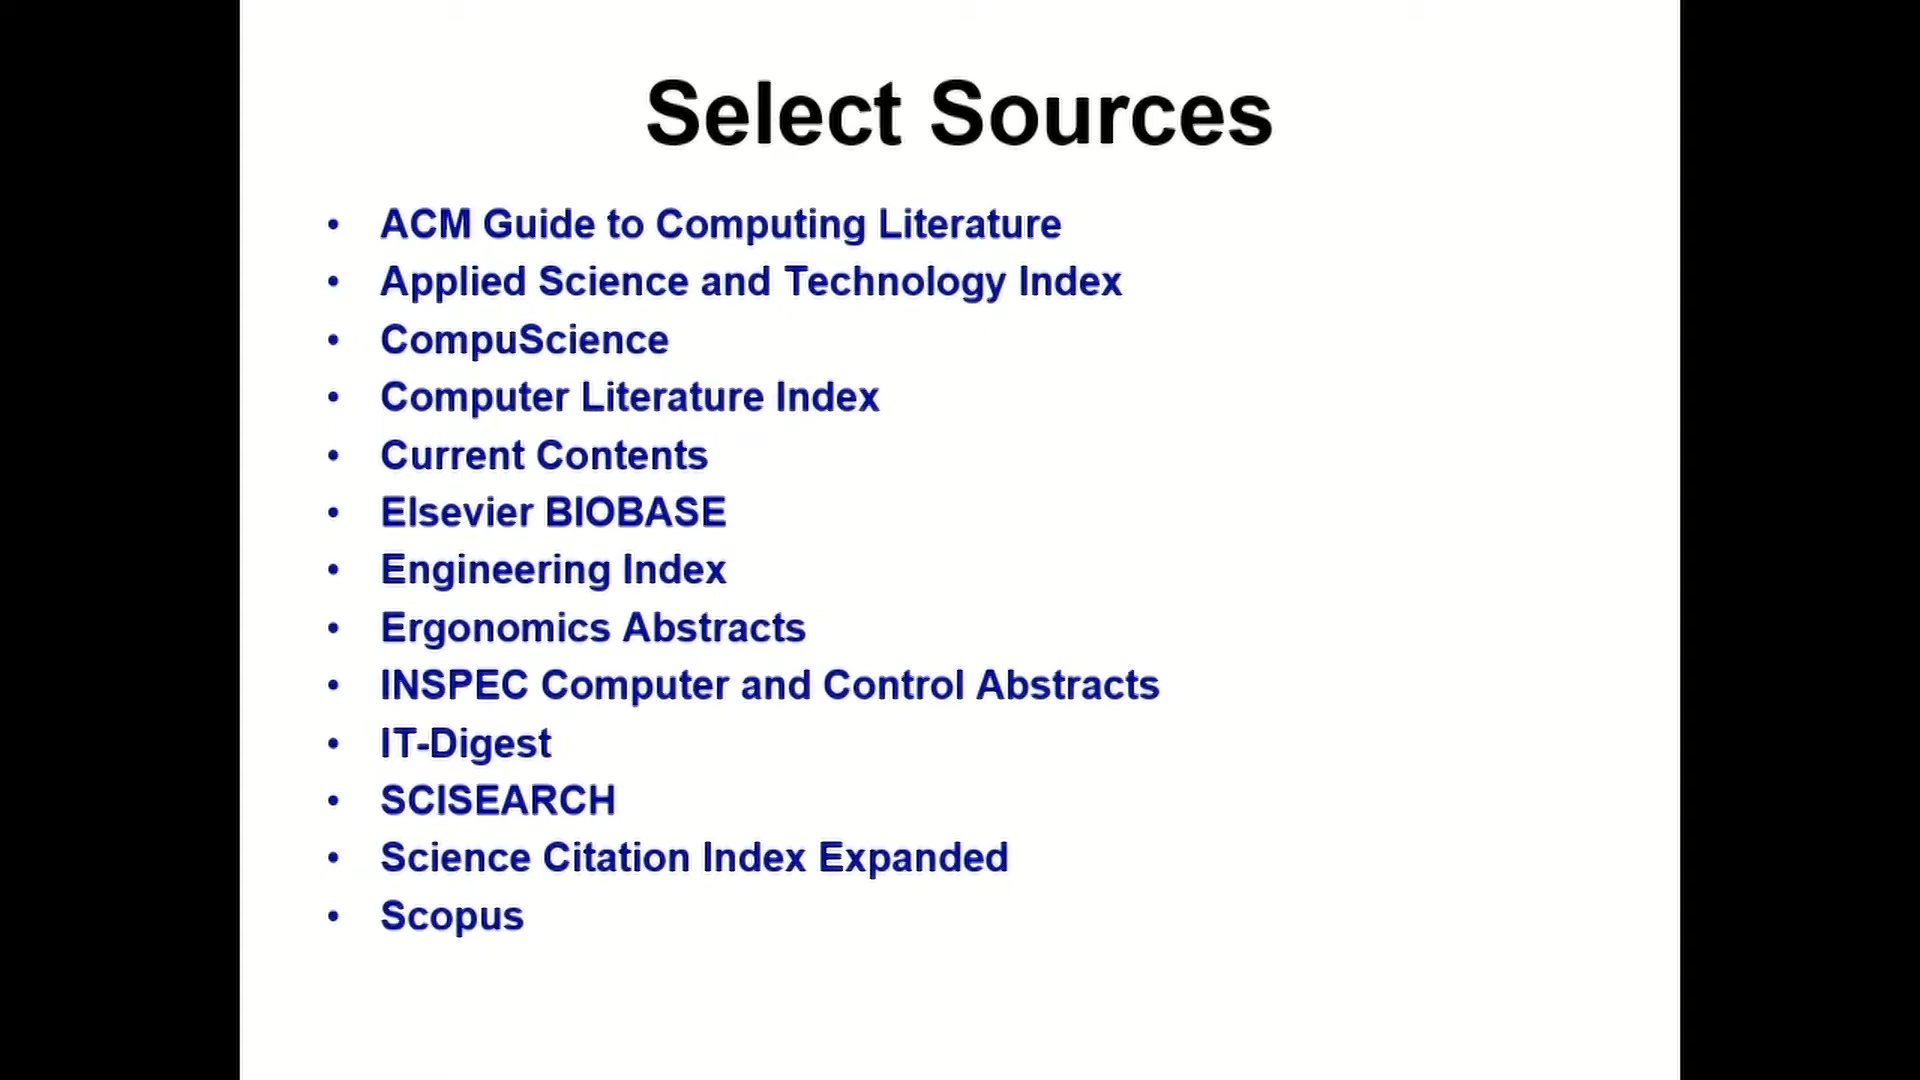 Select Sources
• ACM Guide to Computing Literature
• Applied Science and Technology Index
• CompuScience
• Computer Literature Index
• Current Contents
• Elsevier BIOBASE
• Engineering Index
• Ergonomics Abstracts
• INSPEC Computer and Control Abstracts
• IT-Digest
• SCISEARCH
• Science Citation Index Expanded
• Scopus